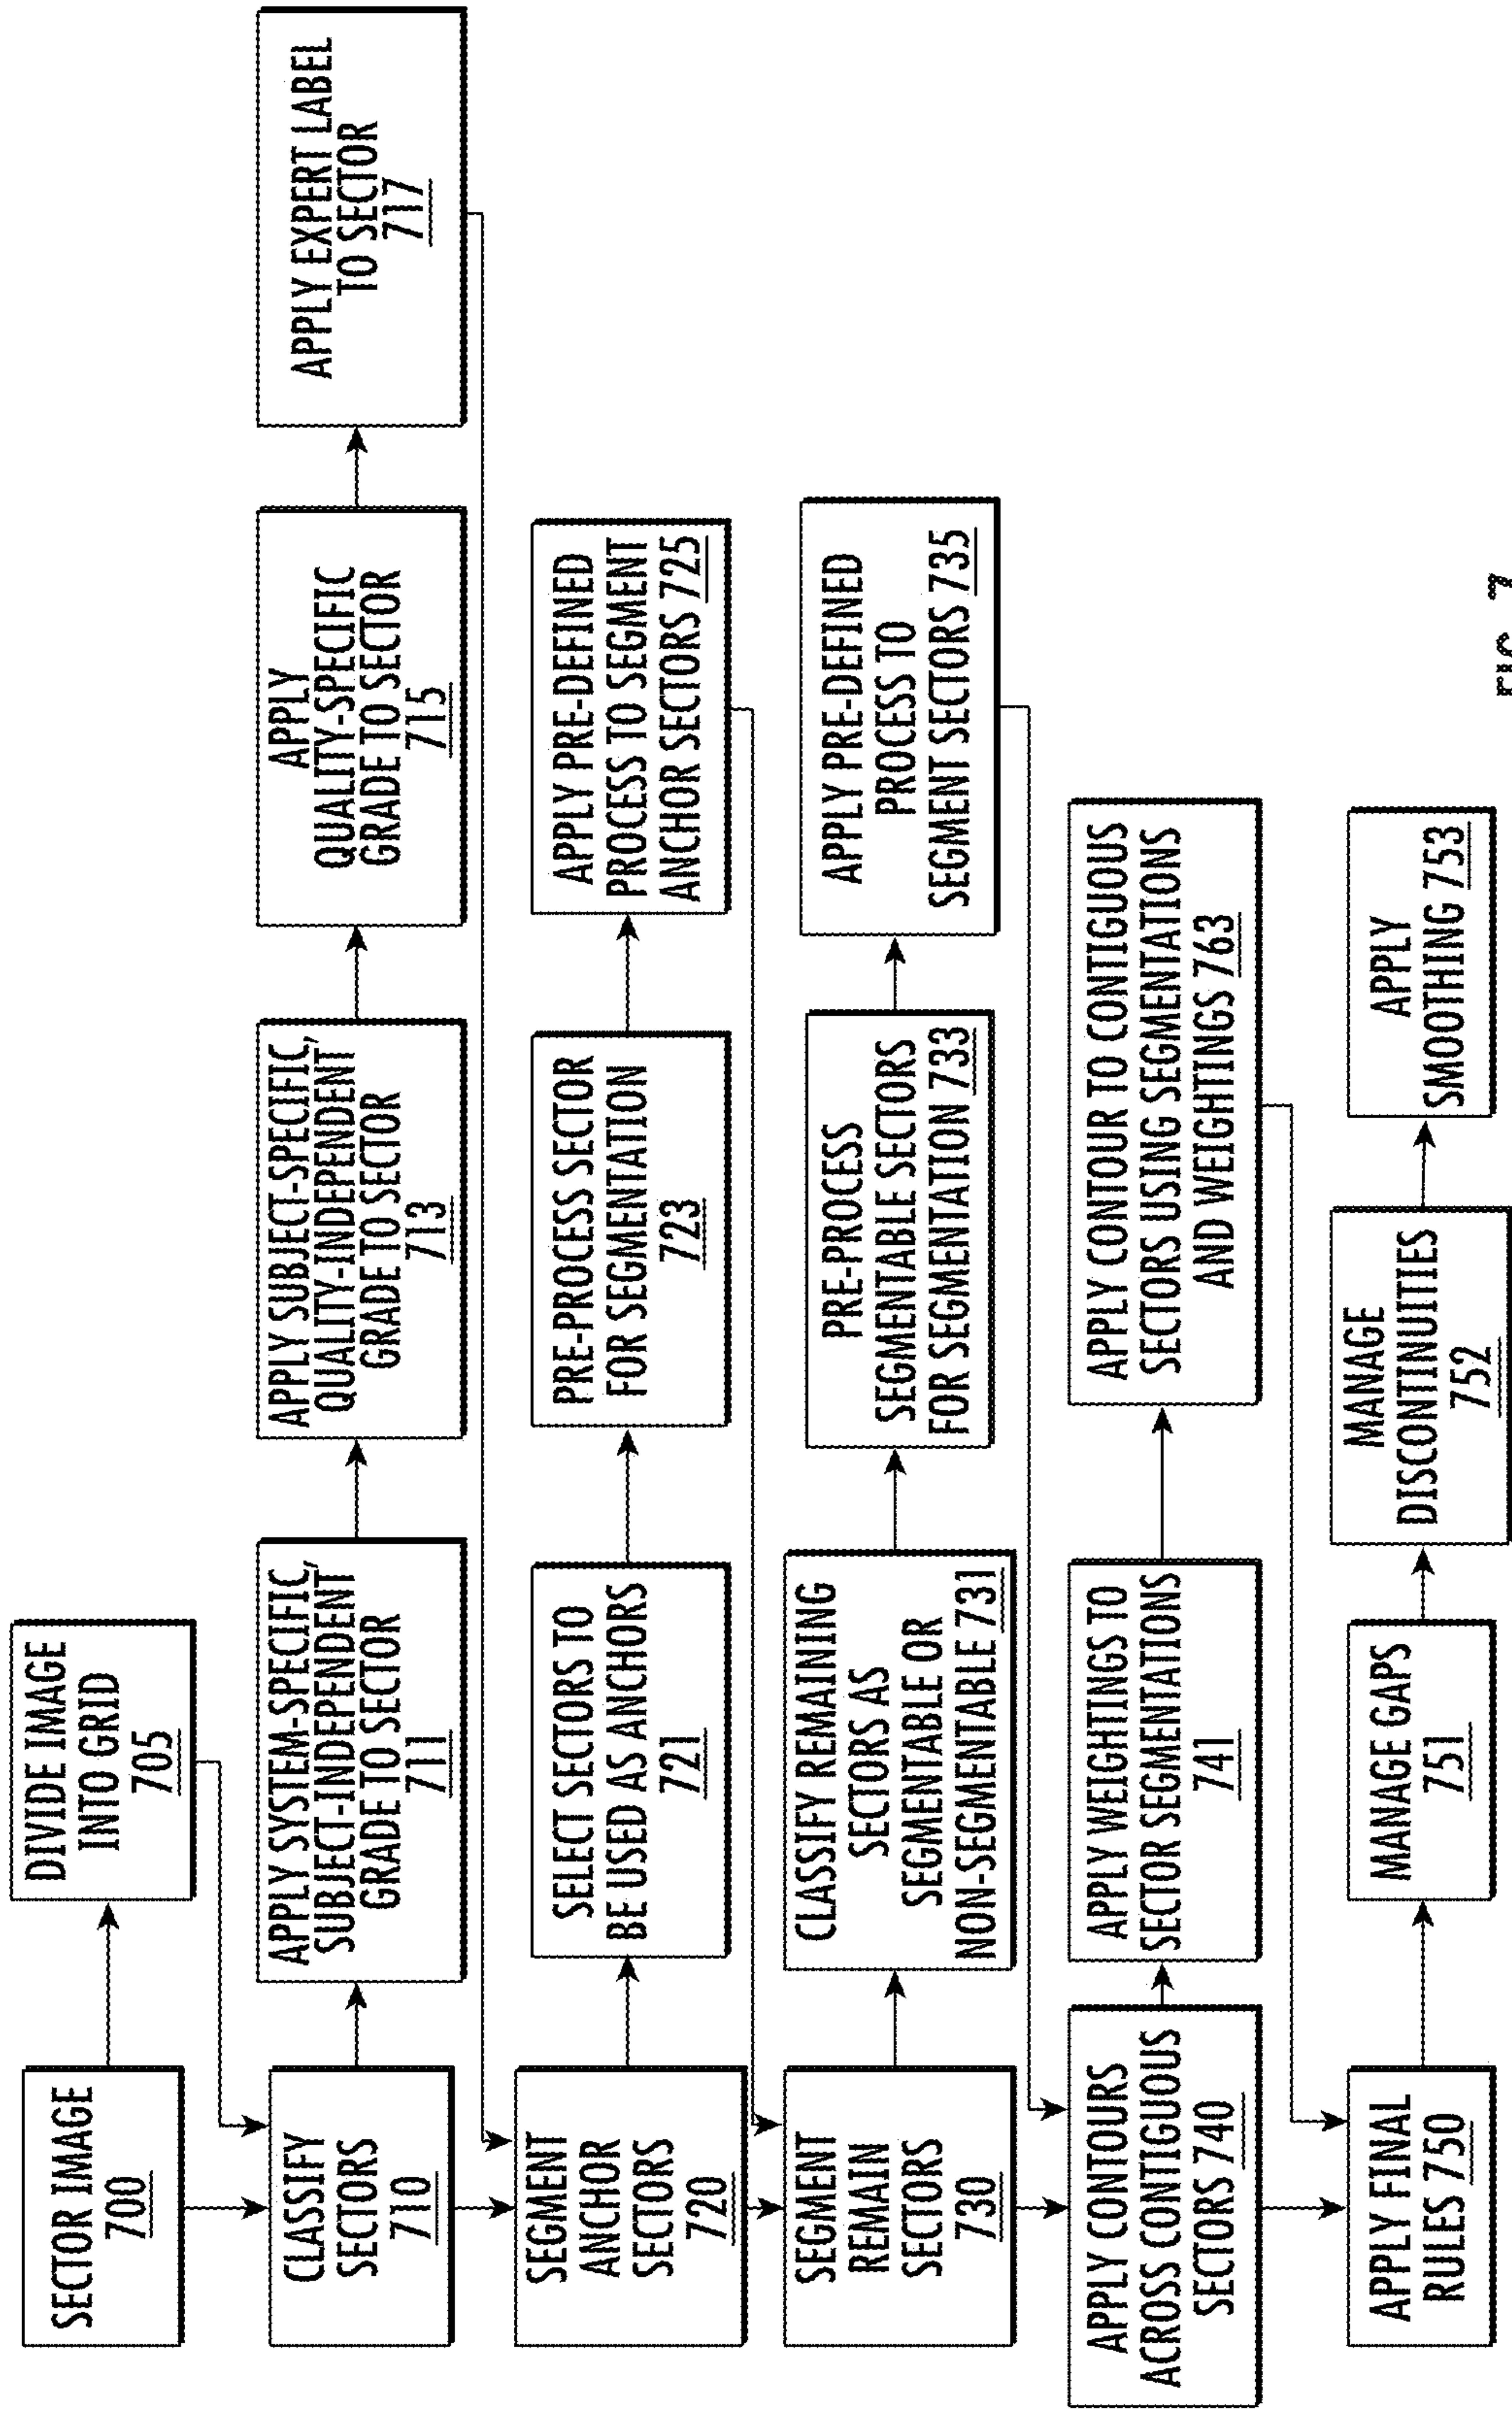 SECTOR IMAGE
700
DIVIDE IMAGE
INTO GRID
705
CLASSIFY
SECTORS
710
APPLY SYSTEM-SPECIFIC,
SUBJECT-INDEPENDENT
GRADE TO SECTOR
711
APPLY SUBJECT-SPECIFIC,
QUALITY-INDEPENDENT
GRADE TO SECTOR
713
APPLY
QUALITY-SPECIFIC
GRADE TO SECTOR
715
APPLY EXPERT LABEL
TO SECTOR
717
SEGMENT
ANCHOR
SECTORS
720
SELECT SECTORS TO
BE USED AS ANCHORS
721
PRE-PROCESS SECTOR
FOR SEGMENTATION
723
APPLY PRE-DEFINED
PROCESS TO SEGMENT
ANCHOR SECTORS 725
SEGMENT
REMAIN
SECTORS
730
CLASSIFY REMAINING
SECTORS AS
SEGMENTABLE OR
NON-SEGMENTABLE 731
PRE-PROCESS
SEGMENTABLE SECTORS
FOR SEGMENTATION 733
APPLY PRE-DEFINED
PROCESS TO
SEGMENT SECTORS 735
APPLY CONTOURS
ACROSS CONTIGUOUS
SECTORS 740
APPLY WEIGHTINGS TO
SECTOR SEGMENTATIONS
741
APPLY CONTOUR TO CONTIGUOUS
SECTORS USING SEGMENTATIONS
AND WEIGHTINGS 763
APPLY FINAL
RULES 750
MANAGE GAPS
751
MANAGE
DISCONTINUITIES
752
APPLY
SMOOTHING 753
FIG. 7